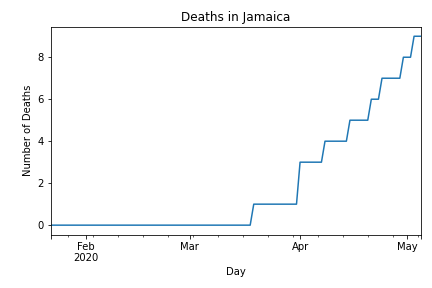 Deaths in Jamaica
Number of Deaths
8
6
4
2
0
Feb
2020
Mar
Apr
May
Day